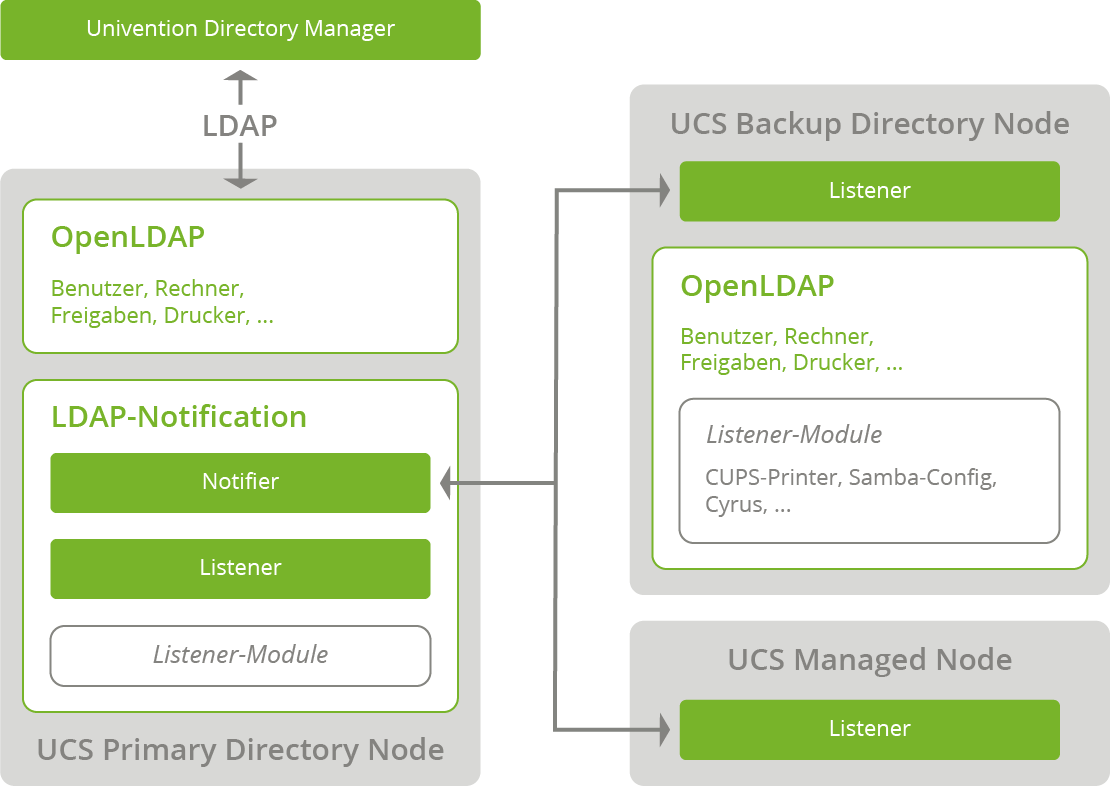 Univention Directory Manager
LDAP
OpenLDAP
Benutzer, Rechner,
Freigaben, Drucker, ...
LDAP-Notification
Notifier
Listener
Listener-Module
UCS Primary Directory Node
UCS Backup Directory Node
Listener
OpenLDAP
Benutzer, Rechner,
Freigaben, Drucker, ...
Listener-Module
CUPS-Printer, Samba-Config,
Cyrus, ...
UCS Managed Node
Listener